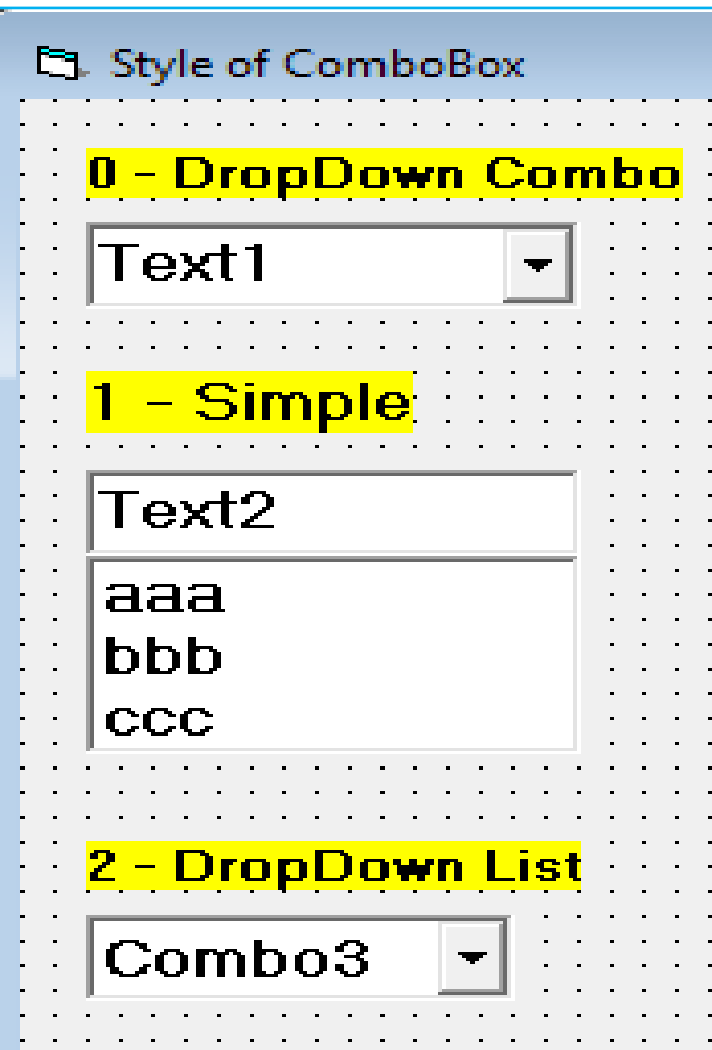 Style of ComboBox
0 - DropDown Combo
Text1
1 - Simple
Text2
aaa
bbb
ccc
2 - DropDown List
Combo3